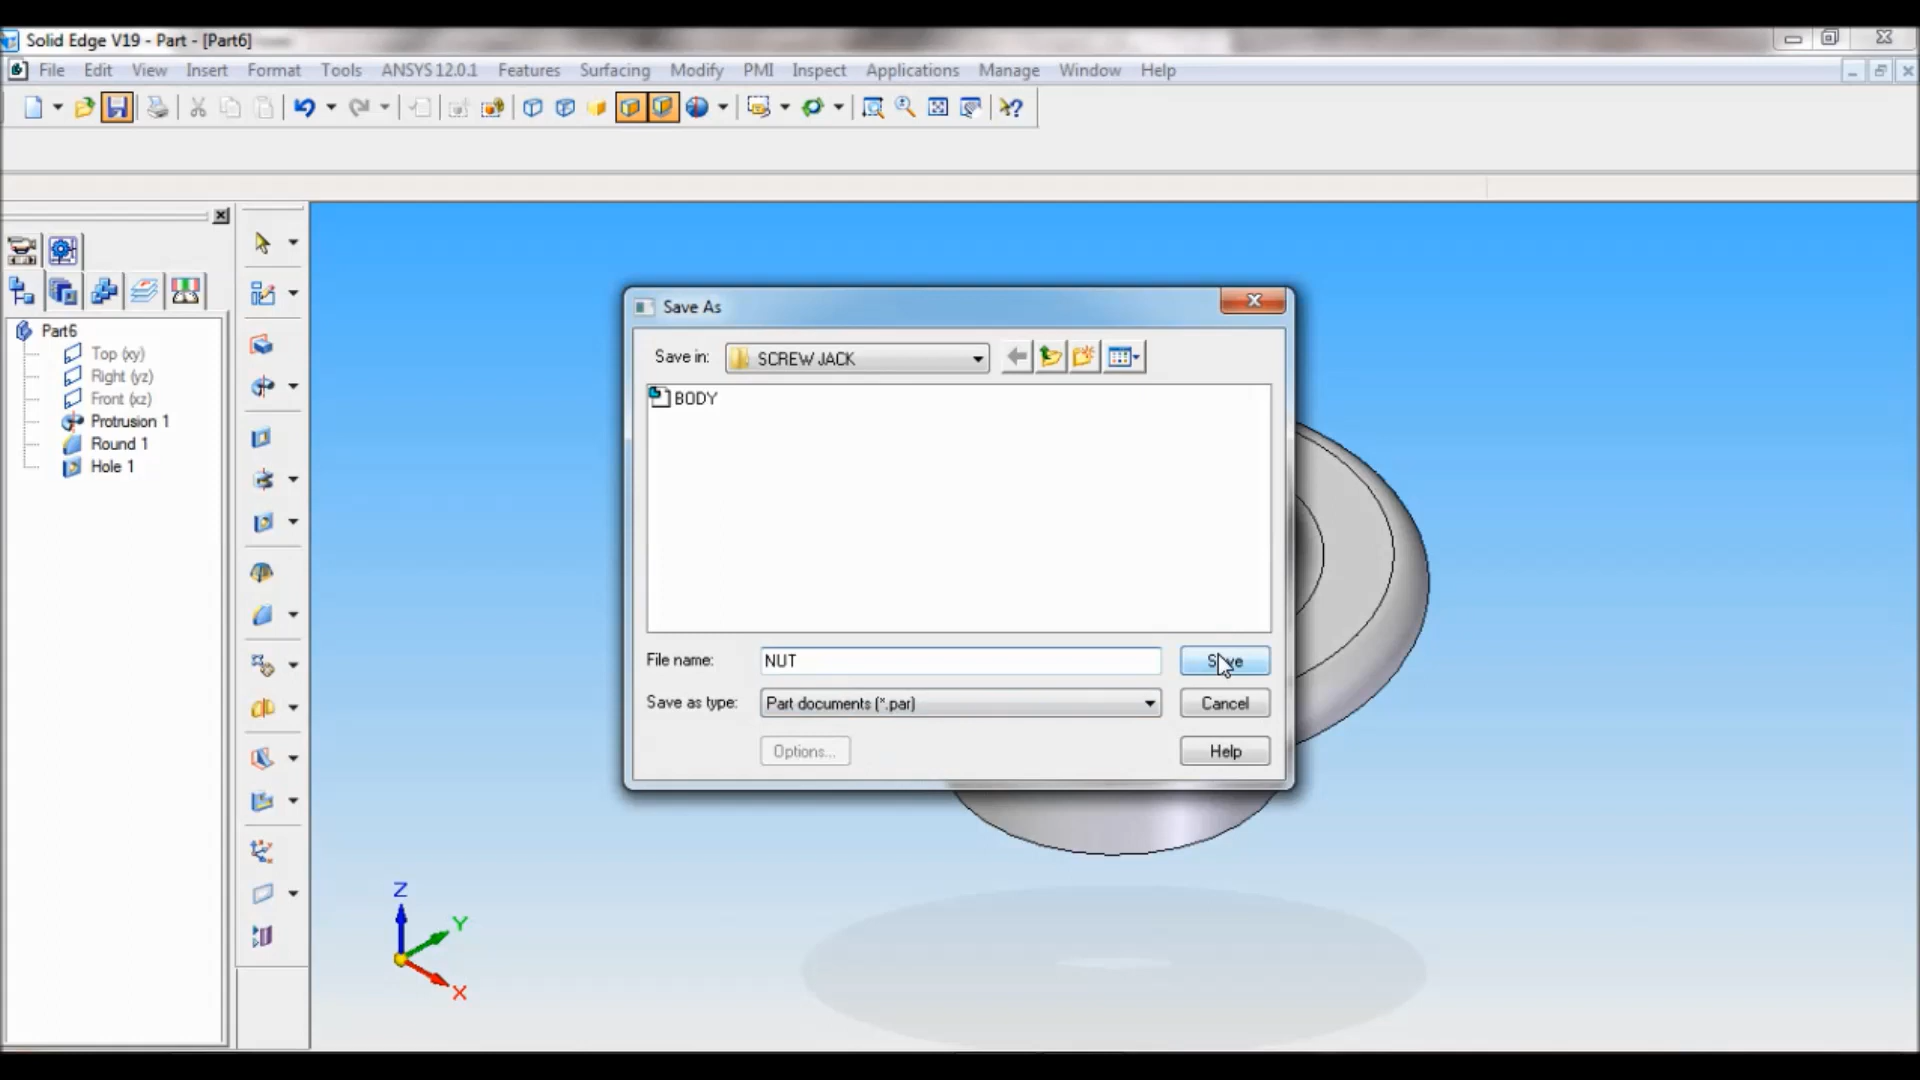 Solid Edge V19 - Part - [Part6]
File Edit View Insert Format Tools ANSYS 12.0.1 Features Surfacing Modify PMI Inspect Applications Manage Window Help
Part6
Top (xy)
Right (yz)
Front (xz)
Protrusion 1
Round 1
Hole 1
Save As
Save in: SCREW JACK
BODY
File name: NUT Save
Save as type: Part documents (*.par) Cancel
Options... Help
Z
Y
X